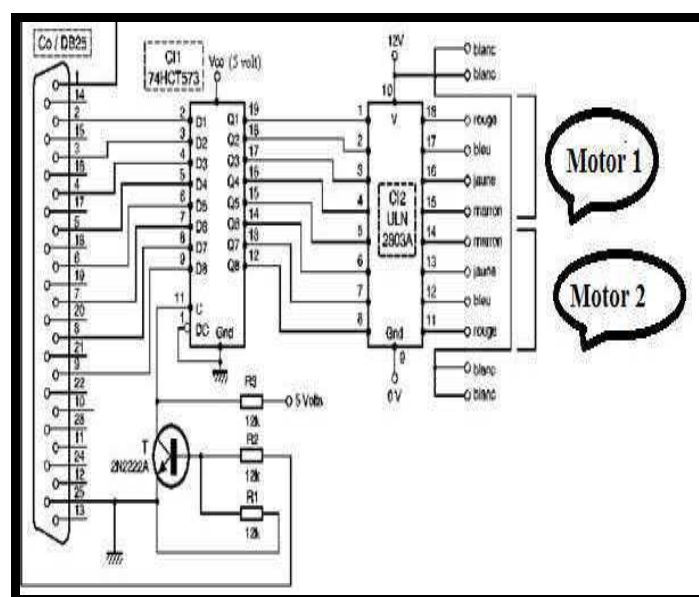 Co / DB25
CI1
74HCT573
Vcc (5 volt)
12V
blanc
blanc
10
V
1
14
2
15
3
16
4
17
5
18
6
19
7
20
8
21
9
22
10
23
11
24
12
25
13
2 D1 Q1 19
3 D2 Q2 18
4 D3 Q3 17
5 D4 Q4 16
6 D5 Q5 15
7 D6 Q6 14
8 D7 Q7 13
9 D8 Q8 12
11 C
1 OC
Gnd
1 18 rouge
2 17 bleu
3 16 jaune
4 15 marron
5 14 marron
6 13 jaune
7 12 bleu
8 11 rouge
CI2
ULN
2803A
Gnd
9
0V
blanc
blanc
Motor 1
Motor 2
R3
5 Volts
12k
R2
12k
R1
12k
T
2N2222A